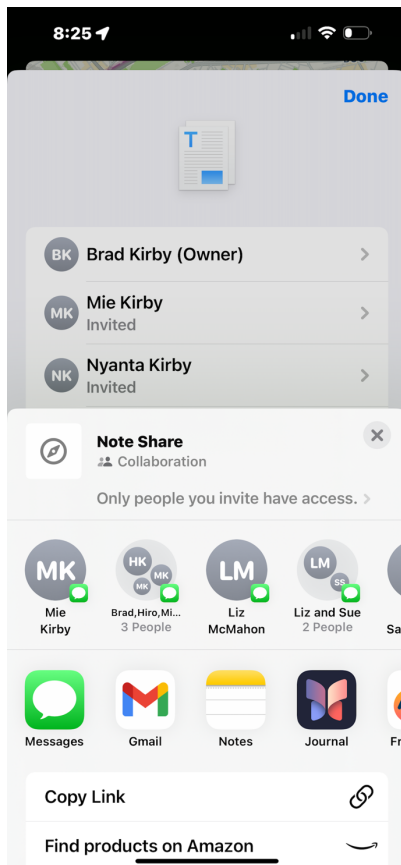 8:25
Done
T
BK
Brad Kirby (Owner)
MK
Mie Kirby
Invited
NK
Nyanta Kirby
Invited
Note Share
Collaboration
Only people you invite have access.
MK
HK
MK
MK
LM
LM
SS
Mie
Kirby
Brad,Hiro,Mi...
3 People
Liz
McMahon
Liz and Sue
2 People
Sa
Messages
Gmail
Notes
Journal
Fr
Copy Link
Find products on Amazon